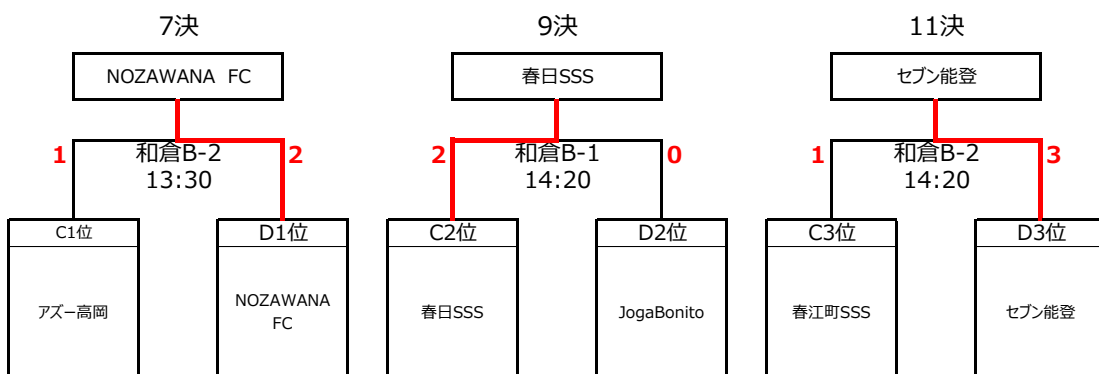 7決
9決
11決
NOZAWANA FC
春日SSS
セブン能登
1
和倉B-2
13:30
2
2
和倉B-1
14:20
0
1
和倉B-2
14:20
3
C1位
D1位
C2位
D2位
C3位
D3位
アズー高岡
NOZAWANA
FC
春日SSS
JogaBonito
春江町SSS
セブン能登